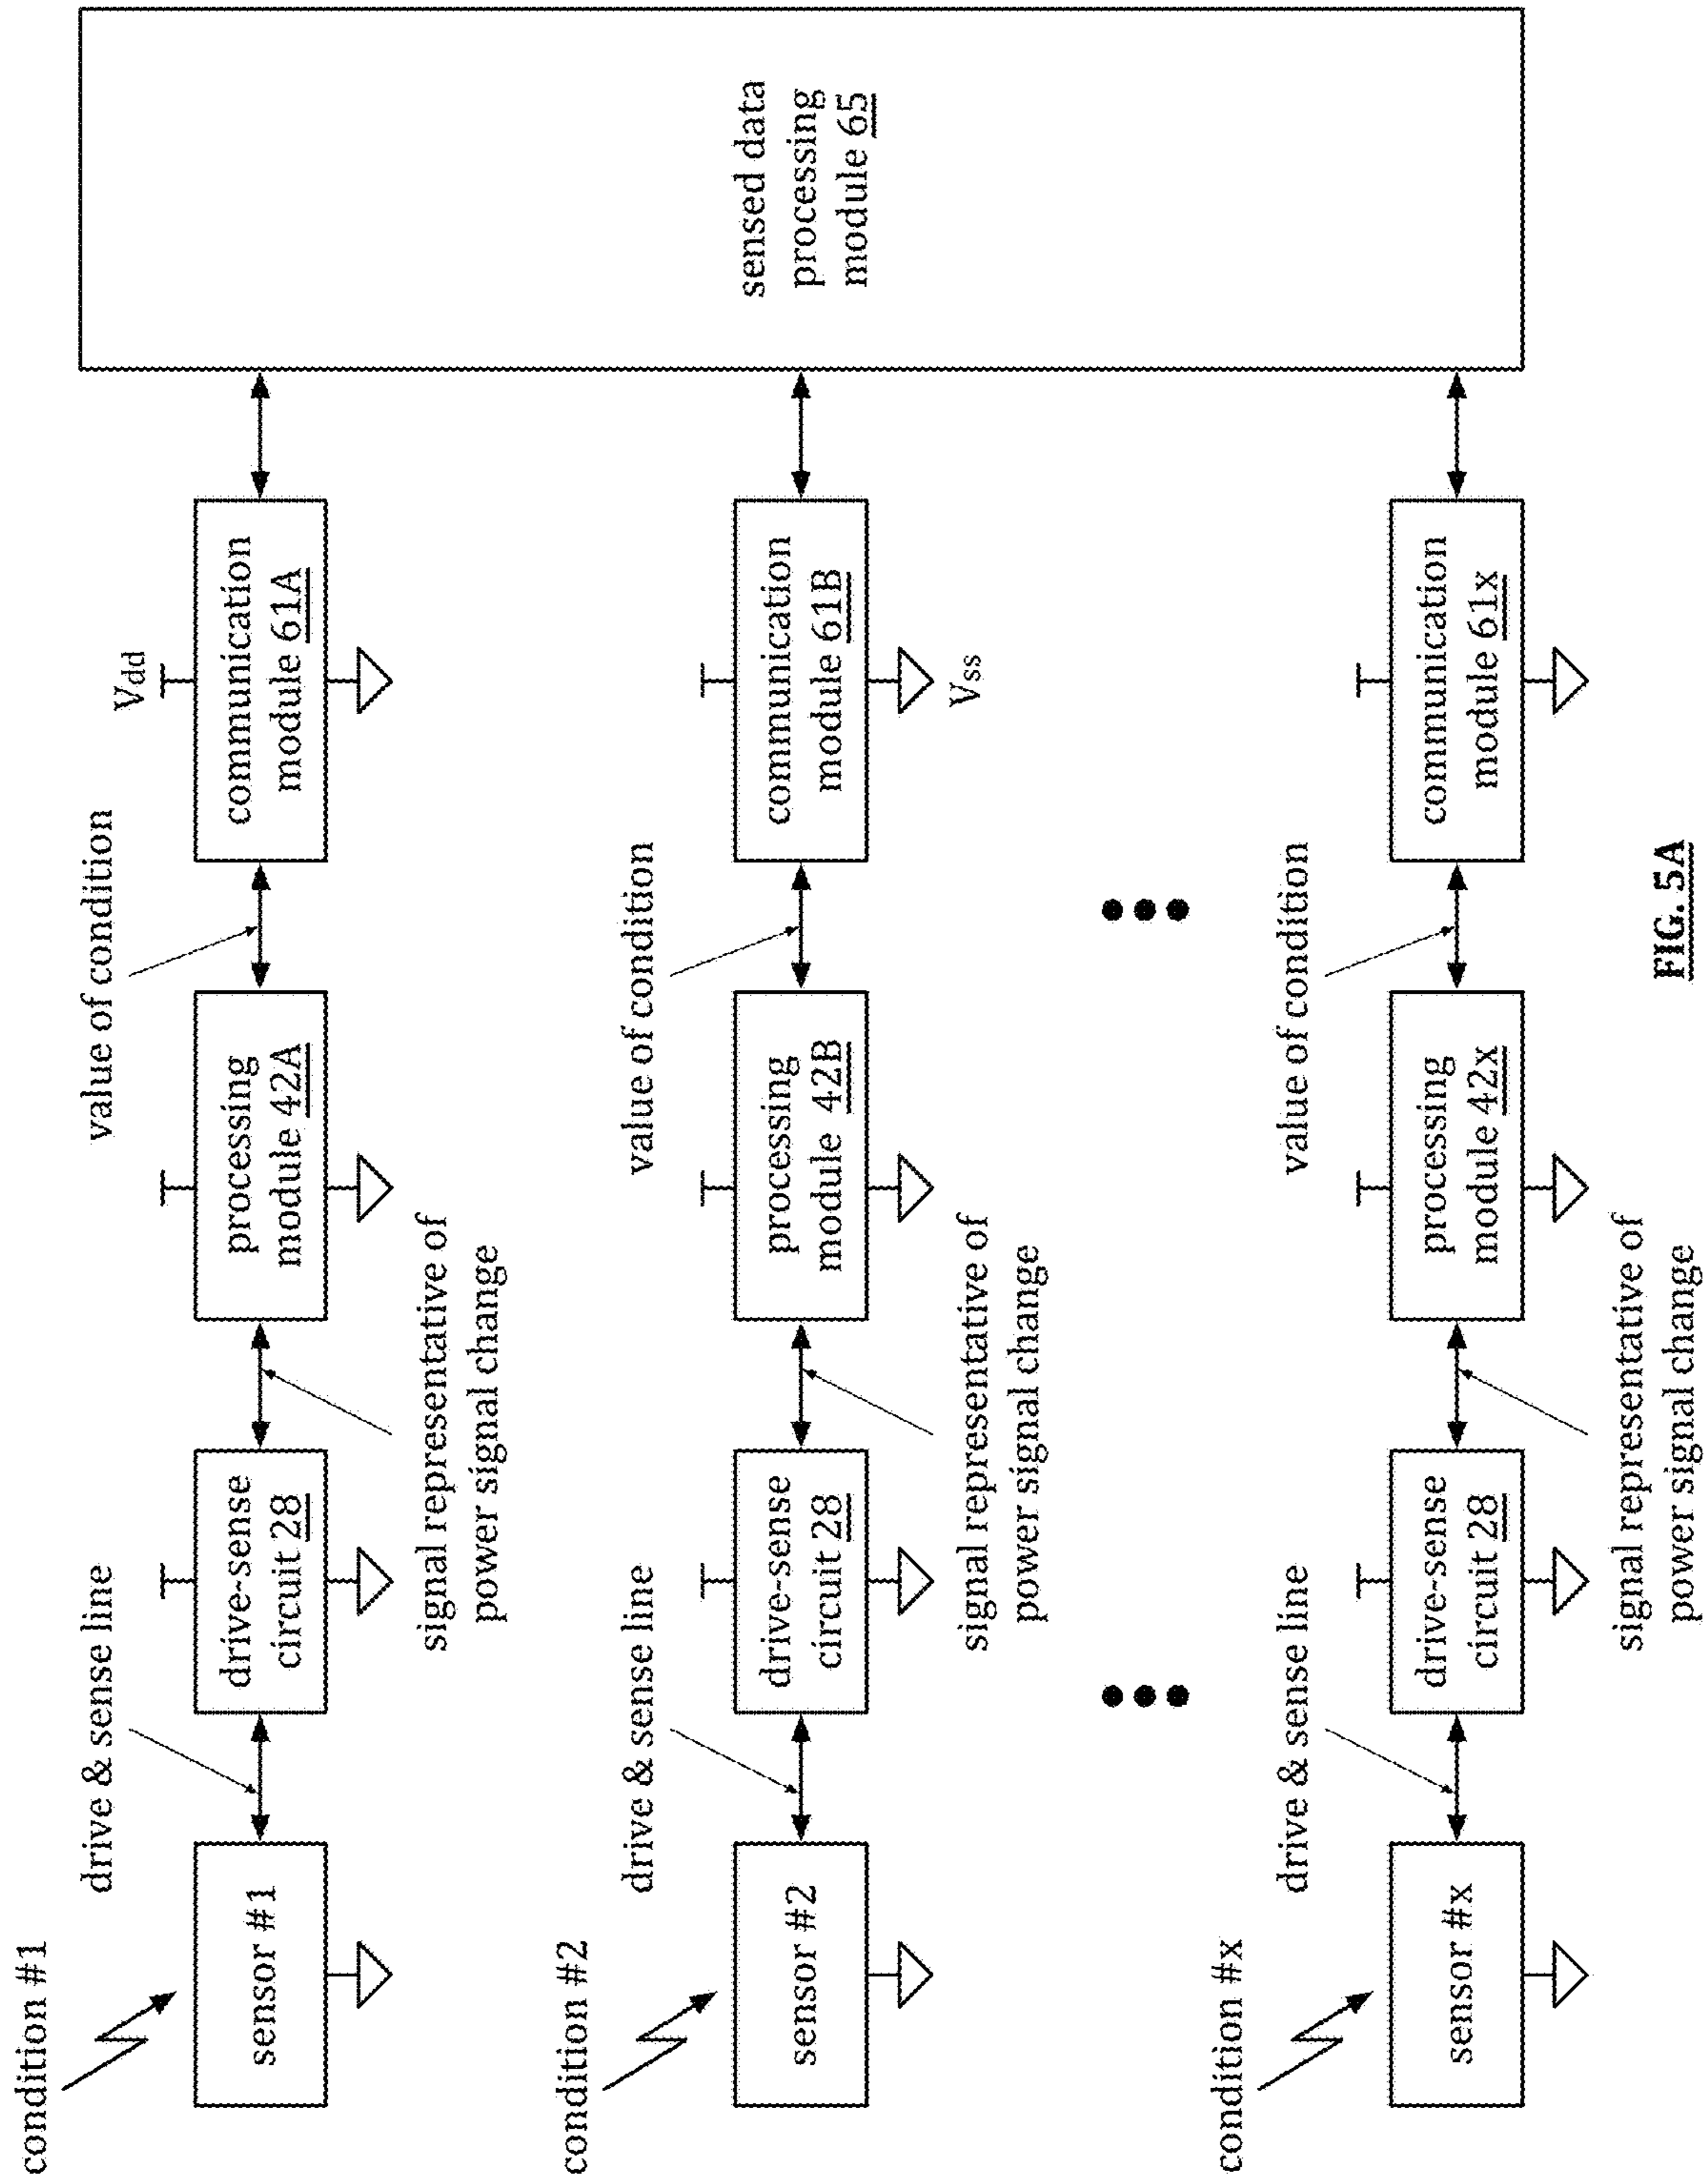 condition #1
sensor #1
drive & sense line
drive-sense
circuit 28
signal representative of
power signal change
processing
module 42A
value of condition
Vdd
communication
module 61A
condition #2
sensor #2
drive & sense line
drive-sense
circuit 28
signal representative of
power signal change
processing
module 42B
value of condition
communication
module 61B
Vss
condition #x
sensor #x
drive & sense line
drive-sense
circuit 28
signal representative of
power signal change
processing
module 42x
value of condition
communication
module 61x
sensed data
processing
module 65
FIG. 5A